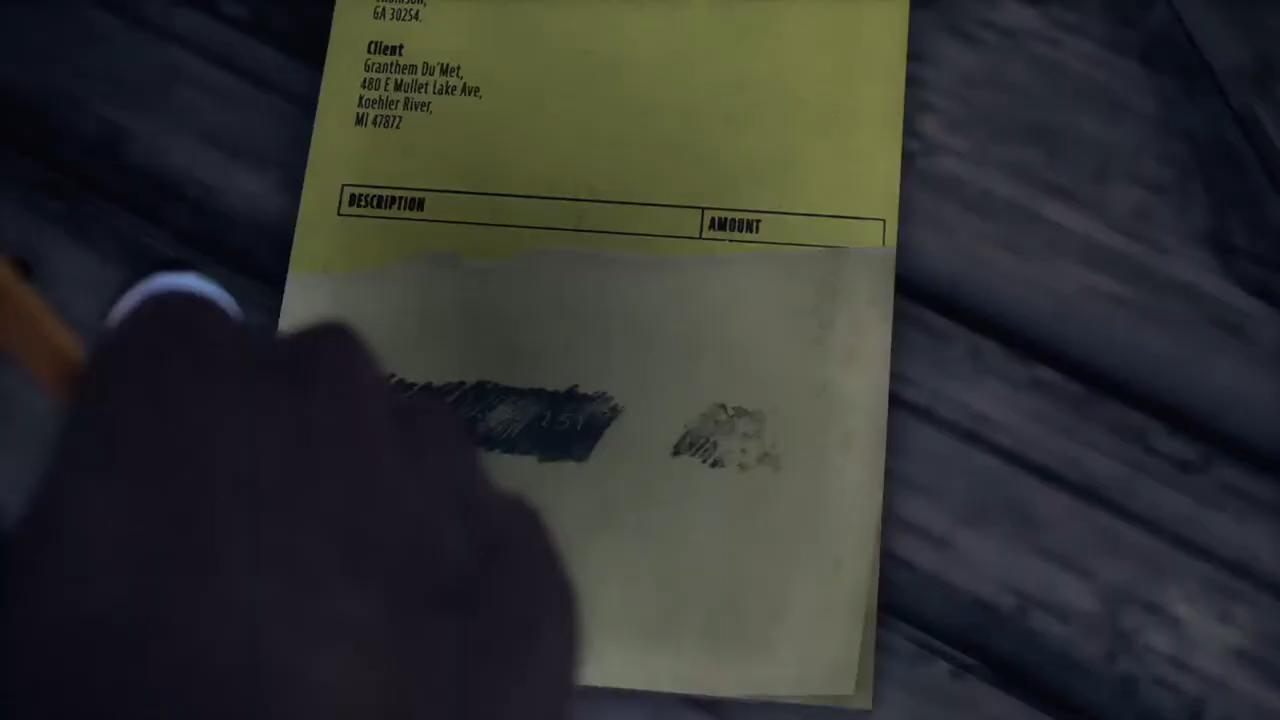 GA 30254.
Client
Granthem Du'Met,
480 E Mullet Lake Ave,
Koehler River,
MI 47872
DESCRIPTION
AMOUNT